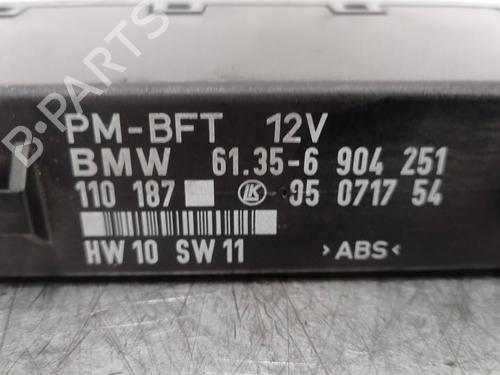 PM-BFT 12V
BMW 61.35-6 904 251
110 187 LK 95 0717 54
HW 10 SW 11 >ABS<
B-PARTS